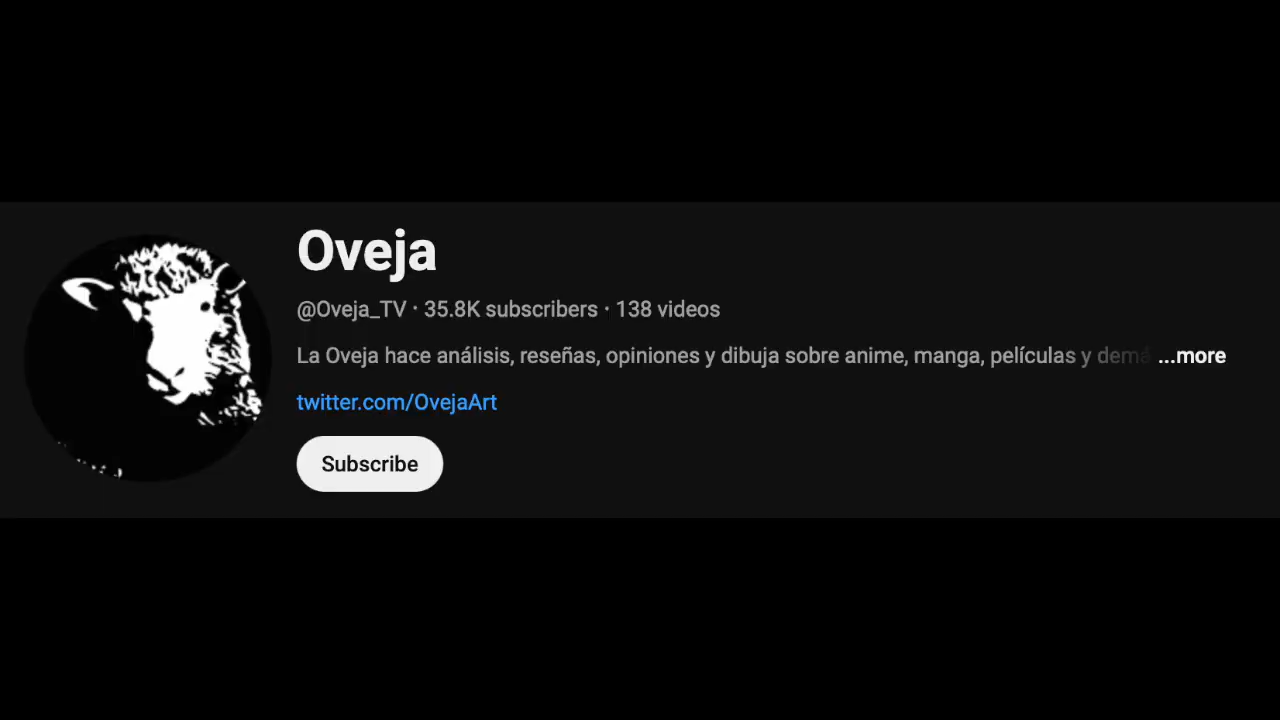 Oveja
@Oveja_TV · 35.8K subscribers · 138 videos
La Oveja hace análisis, reseñas, opiniones y dibuja sobre anime, manga, películas y demá ...more
twitter.com/OvejaArt
Subscribe